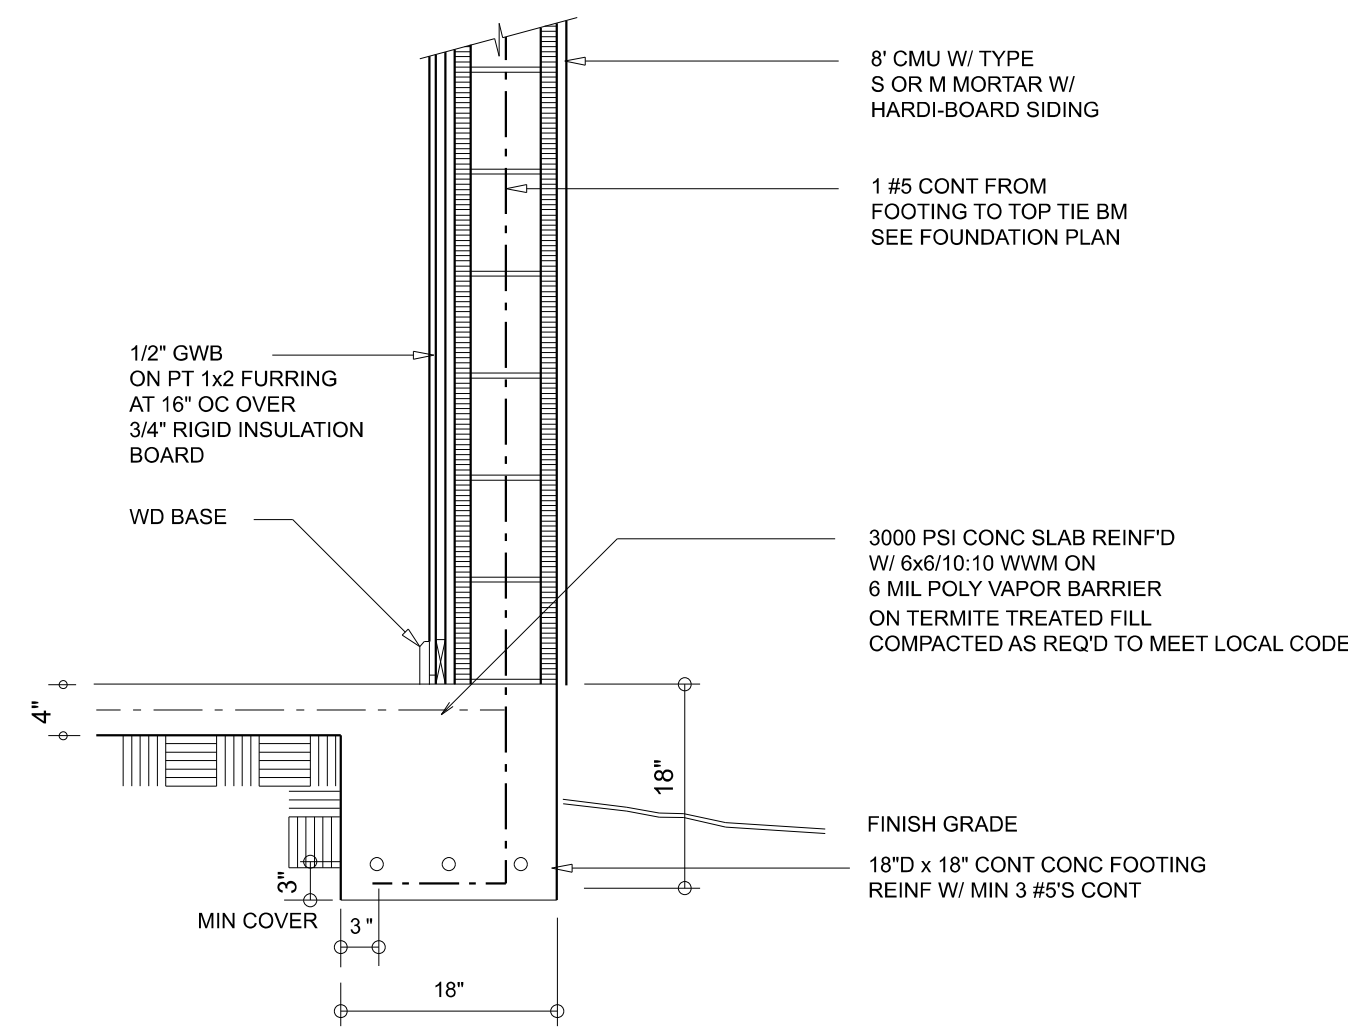 8' CMU W/ TYPE
S OR M MORTAR W/
HARDI-BOARD SIDING
1 #5 CONT FROM
FOOTING TO TOP TIE BM
SEE FOUNDATION PLAN
1/2" GWB
ON PT 1x2 FURRING
AT 16" OC OVER
3/4" RIGID INSULATION
BOARD
WD BASE
3000 PSI CONC SLAB REINF'D
W/ 6x6/10:10 WWM ON
6 MIL POLY VAPOR BARRIER
ON TERMITE TREATED FILL
COMPACTED AS REQ'D TO MEET LOCAL CODE
4"
18"
FINISH GRADE
18"D x 18" CONT CONC FOOTING
REINF W/ MIN 3 #5'S CONT
3"
MIN COVER
3 "
18"